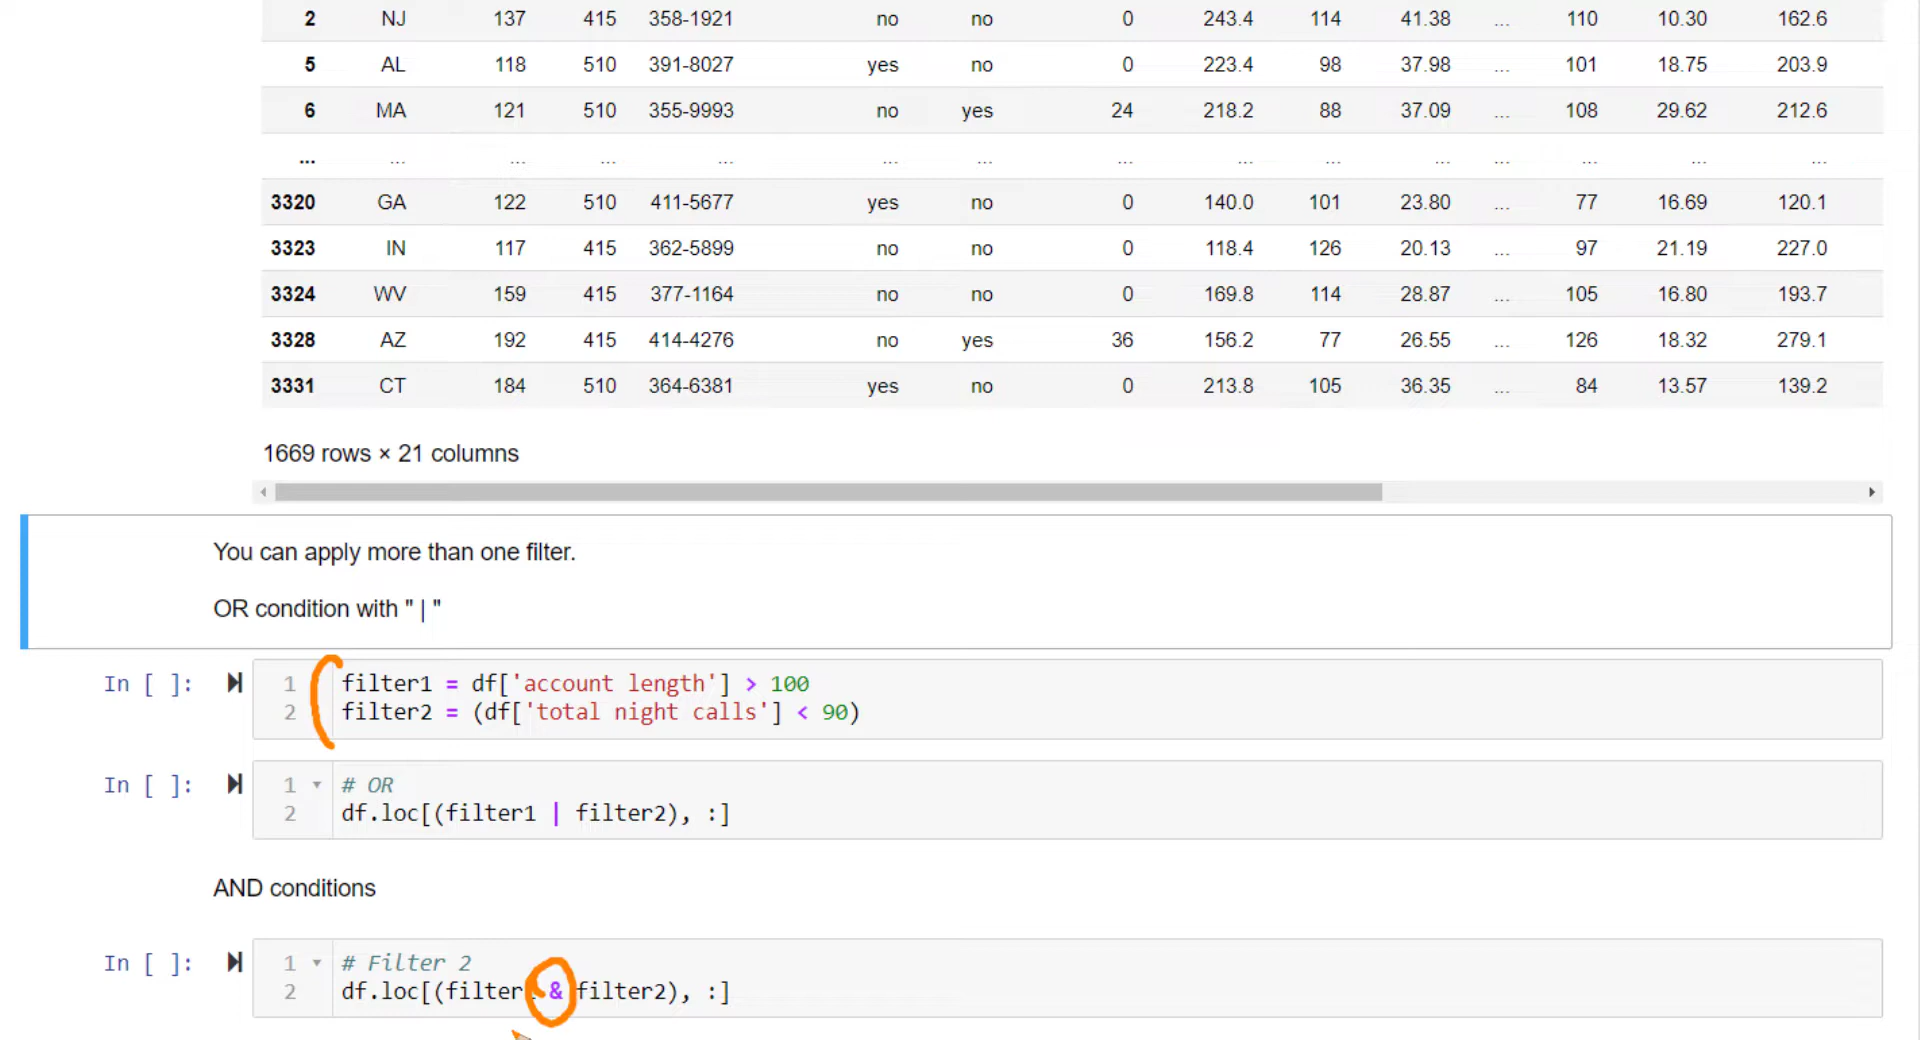 2 NJ 137 415 358-1921 no no 0 243.4 114 41.38 ... 110 10.30 162.6
5 AL 118 510 391-8027 yes no 0 223.4 98 37.98 ... 101 18.75 203.9
6 MA 121 510 355-9993 no yes 24 218.2 88 37.09 ... 108 29.62 212.6
... ... ... ... ... ... ... ... ... ... ... ... ... ... ...
3320 GA 122 510 411-5677 yes no 0 140.0 101 23.80 ... 77 16.69 120.1
3323 IN 117 415 362-5899 no no 0 118.4 126 20.13 ... 97 21.19 227.0
3324 WV 159 415 377-1164 no no 0 169.8 114 28.87 ... 105 16.80 193.7
3328 AZ 192 415 414-4276 no yes 36 156.2 77 26.55 ... 126 18.32 279.1
3331 CT 184 510 364-6381 yes no 0 213.8 105 36.35 ... 84 13.57 139.2
1669 rows × 21 columns
You can apply more than one filter.
OR condition with " | "
In [ ]: 1 filter1 = df['account length'] > 100
2 filter2 = (df['total night calls'] < 90)
In [ ]: 1 # OR
2 df.loc[(filter1 | filter2), :]
AND conditions
In [ ]: 1 # Filter 2
2 df.loc[(filter & filter2), :]